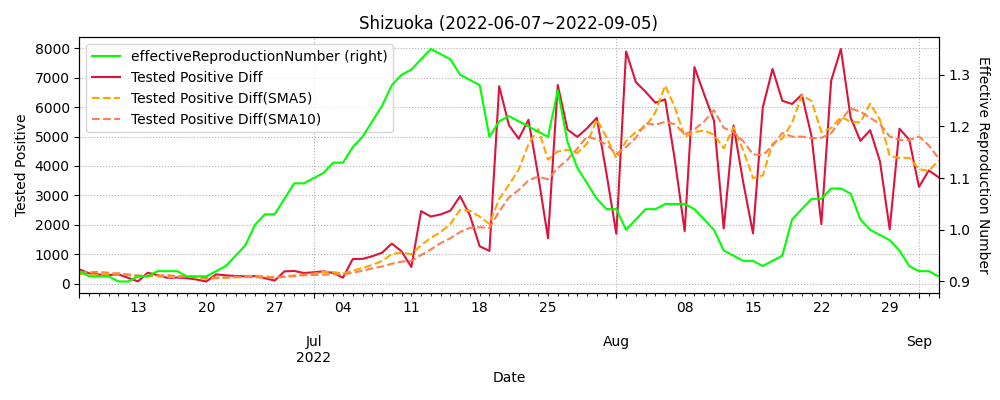 Shizuoka (2022-06-07~2022-09-05)
effectiveReproductionNumber (right)
Tested Positive Diff
Tested Positive Diff(SMA5)
Tested Positive Diff(SMA10)
Tested Positive
8000
7000
6000
5000
4000
3000
2000
1000
0
1.3
1.2
1.1
1.0
0.9
Effective Reproduction Number
13 20 27 04 11 18 25 08 15 22 29
Jul Aug Sep
2022
Date